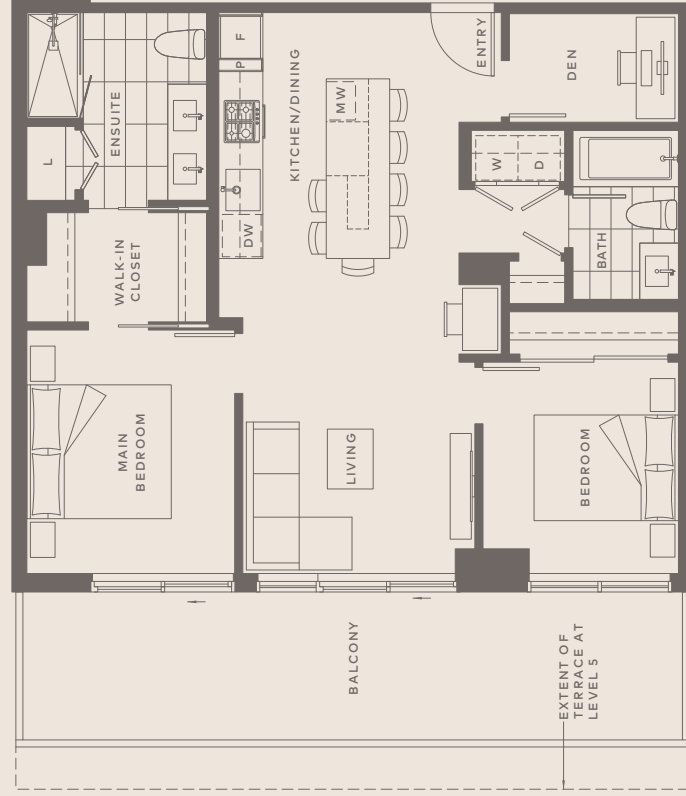 ENTRY
DEN
F
P
KITCHEN/DINING
MW
ENSUITE
L
W
D
DW
BATH
WALK-IN
CLOSET
MAIN
BEDROOM
LIVING
BEDROOM
BALCONY
EXTENT OF
TERRACE AT
LEVEL 5